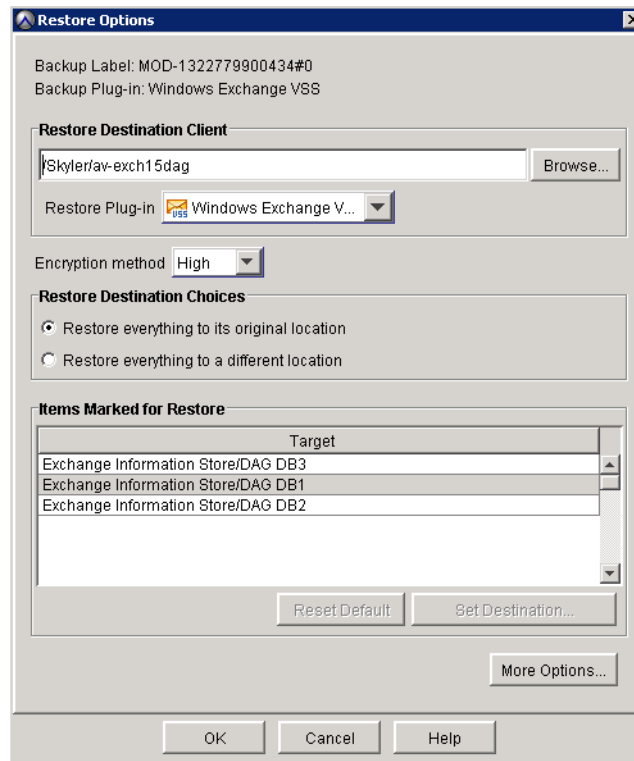 Restore Options
Backup Label: MOD-1322779900434#0
Backup Plug-in: Windows Exchange VSS
Restore Destination Client
/Skyler/av-exch15dag
Browse...
Restore Plug-in VSS Windows Exchange V...
Encryption method High
Restore Destination Choices
Restore everything to its original location
Restore everything to a different location
Items Marked for Restore
Target
Exchange Information Store/DAG DB3
Exchange Information Store/DAG DB1
Exchange Information Store/DAG DB2
Reset Default Set Destination...
More Options...
OK Cancel Help